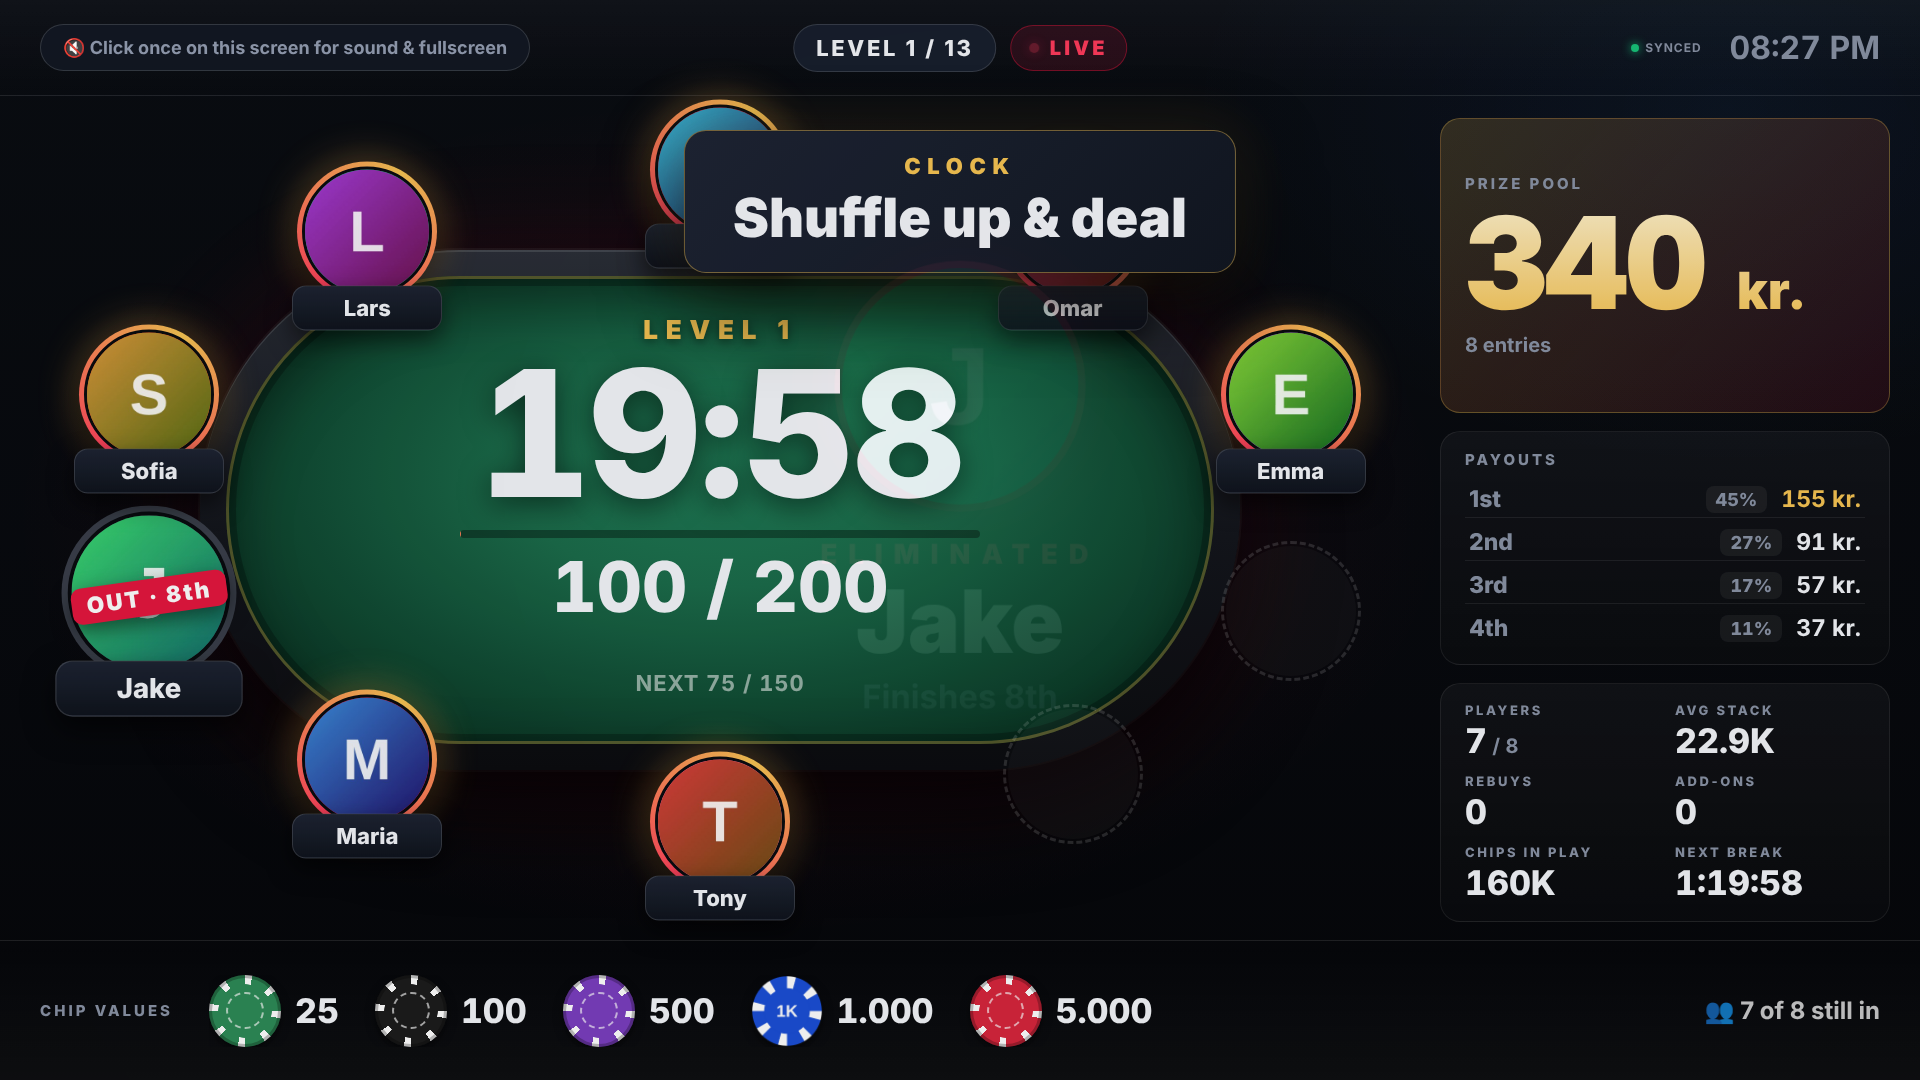 Click once on this screen for sound & fullscreen
LEVEL 1 / 13
LIVE
SYNCED
08:27 PM
CLOCK
Shuffle up & deal
L
Lars
Omar
S
Sofia
E
Emma
LEVEL 1
19:58
J
ELIMINATED
100 / 200
Jake
Finishes 8th
NEXT 75 / 150
J
OUT · 8th
Jake
M
Maria
T
Tony
PRIZE POOL
340 kr.
8 entries
PAYOUTS
1st 45% 155 kr.
2nd 27% 91 kr.
3rd 17% 57 kr.
4th 11% 37 kr.
PLAYERS
7 / 8
AVG STACK
22.9K
REBUYS
0
ADD-ONS
0
CHIPS IN PLAY
160K
NEXT BREAK
1:19:58
CHIP VALUES
25
100
500
1K
1.000
5.000
7 of 8 still in